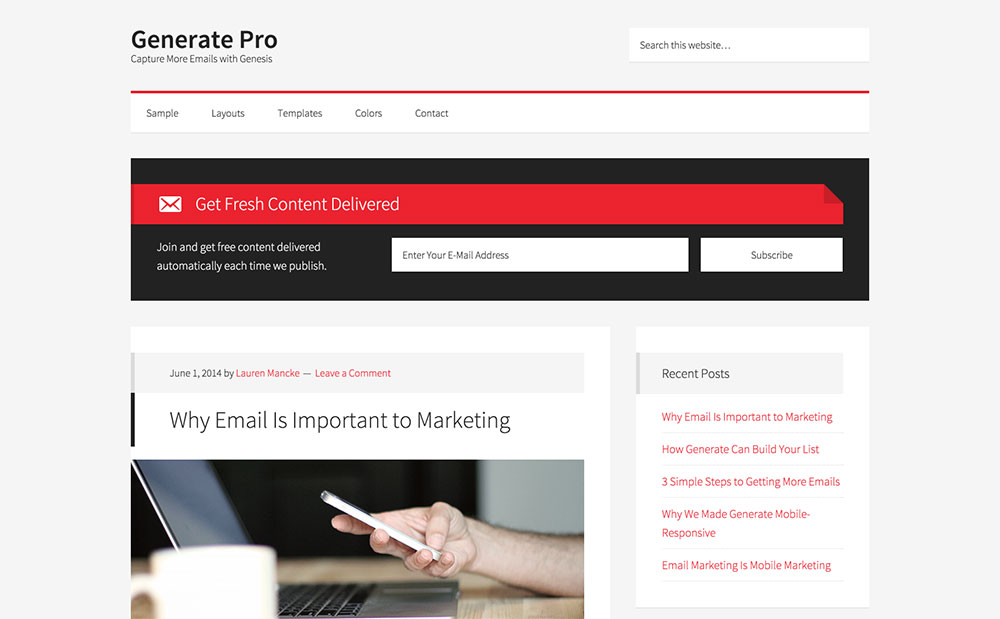 Generate Pro
Capture More Emails with Genesis
Search this website…
Sample Layouts Templates Colors Contact
Get Fresh Content Delivered
Join and get free content delivered
automatically each time we publish.
Enter Your E-Mail Address
Subscribe
June 1, 2014 by Lauren Mancke — Leave a Comment
Why Email Is Important to Marketing
Recent Posts
Why Email Is Important to Marketing
How Generate Can Build Your List
3 Simple Steps to Getting More Emails
Why We Made Generate Mobile-
Responsive
Email Marketing Is Mobile Marketing